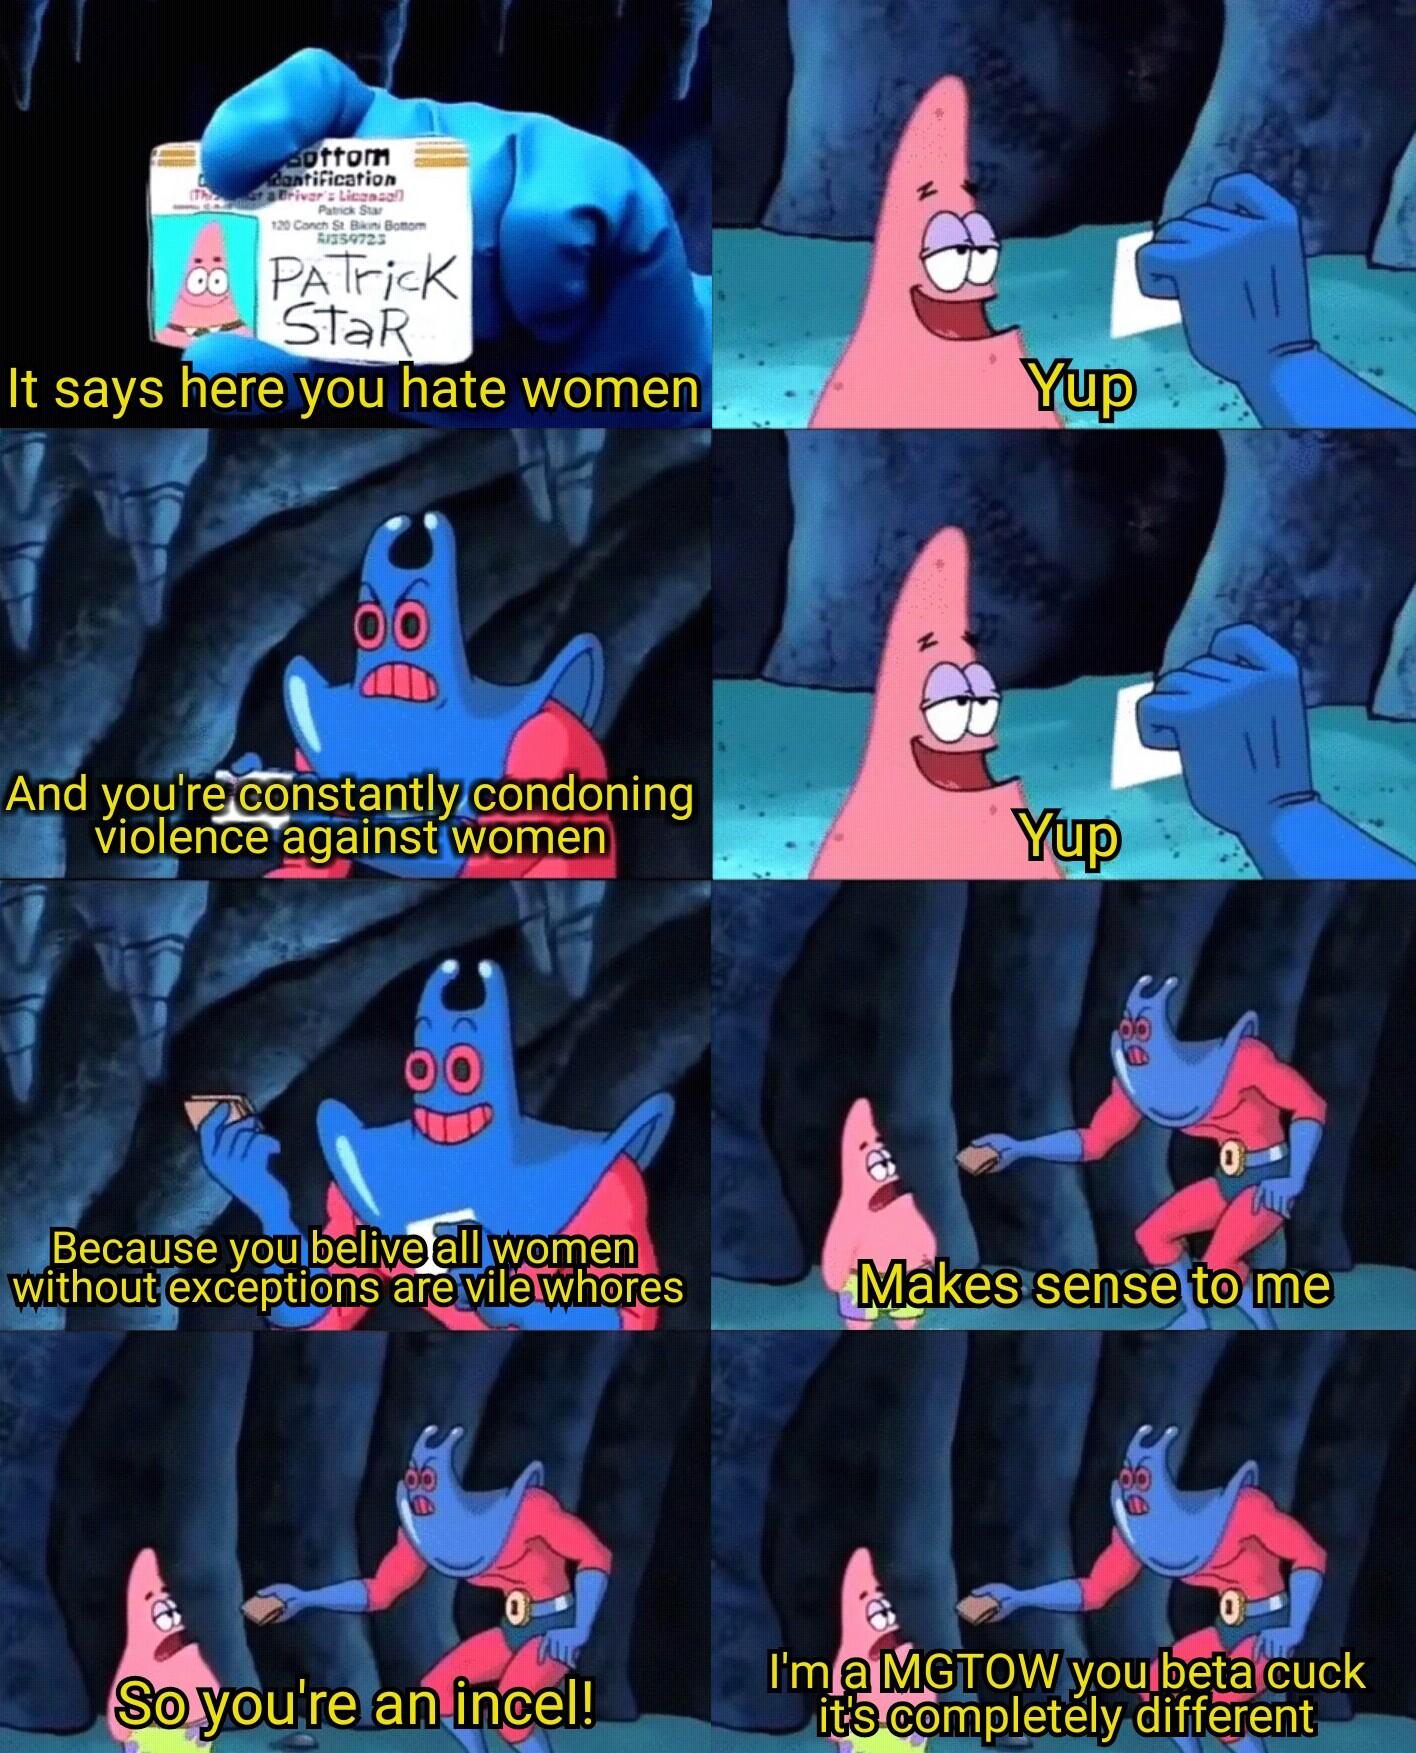 Bottom
Identification
a Driver's License!)
Patrick Star
120 Conch St. Bikini Bottom
PATricK
STaR
It says here you hate women
Yup
And you're constantly condoning
violence against women
Yup
Because you belive all women
without exceptions are vile whores
Makes sense to me
So you're an incel!
I'm a MGTOW you beta cuck
it's completely different